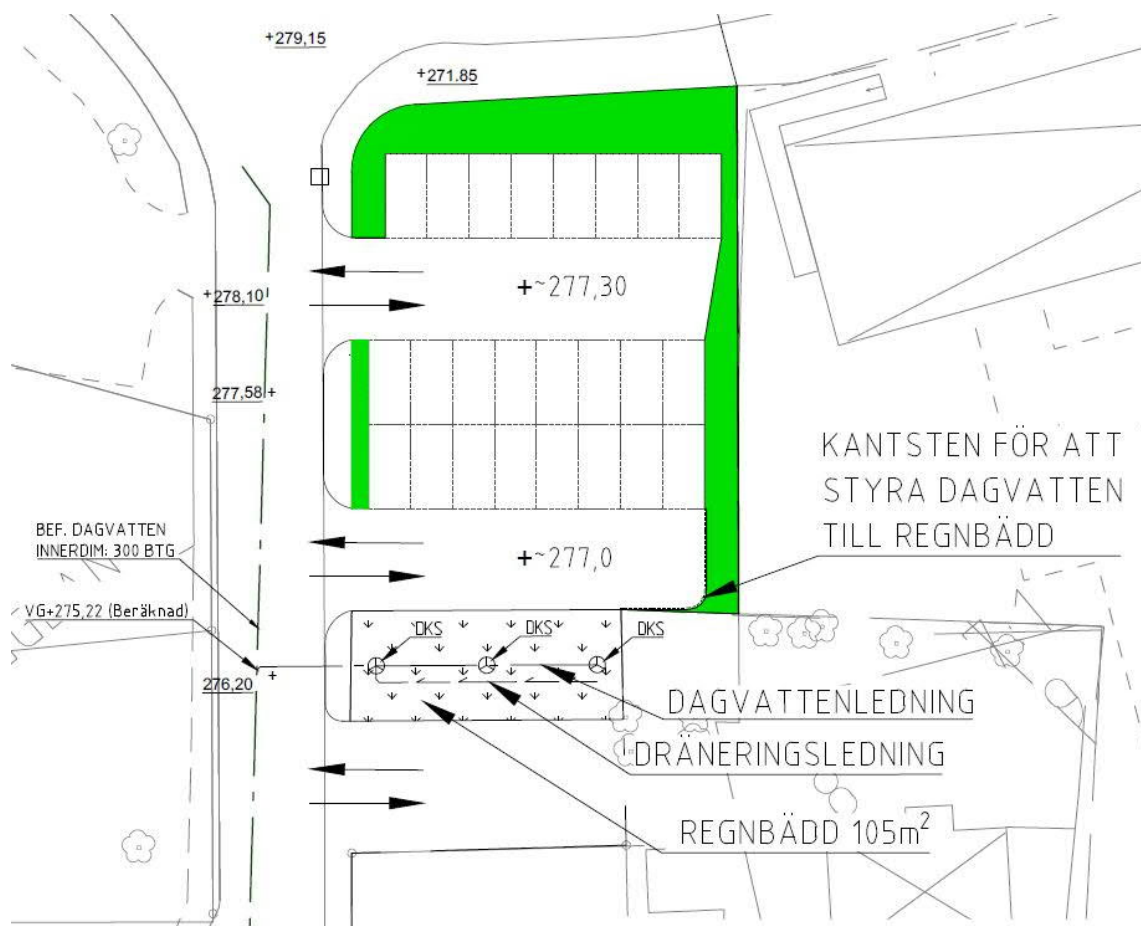 +279,15
+271.85
+~277,30
+278,10
277,58+
KANTSTEN FÖR ATT
STYRA DAGVATTEN
TILL REGNBÄDD
BEF. DAGVATTEN
INNERDIM: 300 BTG
+~277,0
VG+275,22 (Beräknad)
DKS
DKS
DKS
276,20 +
DAGVATTENLEDNING
DRÄNERINGSLEDNING
REGNBÄDD 105m²